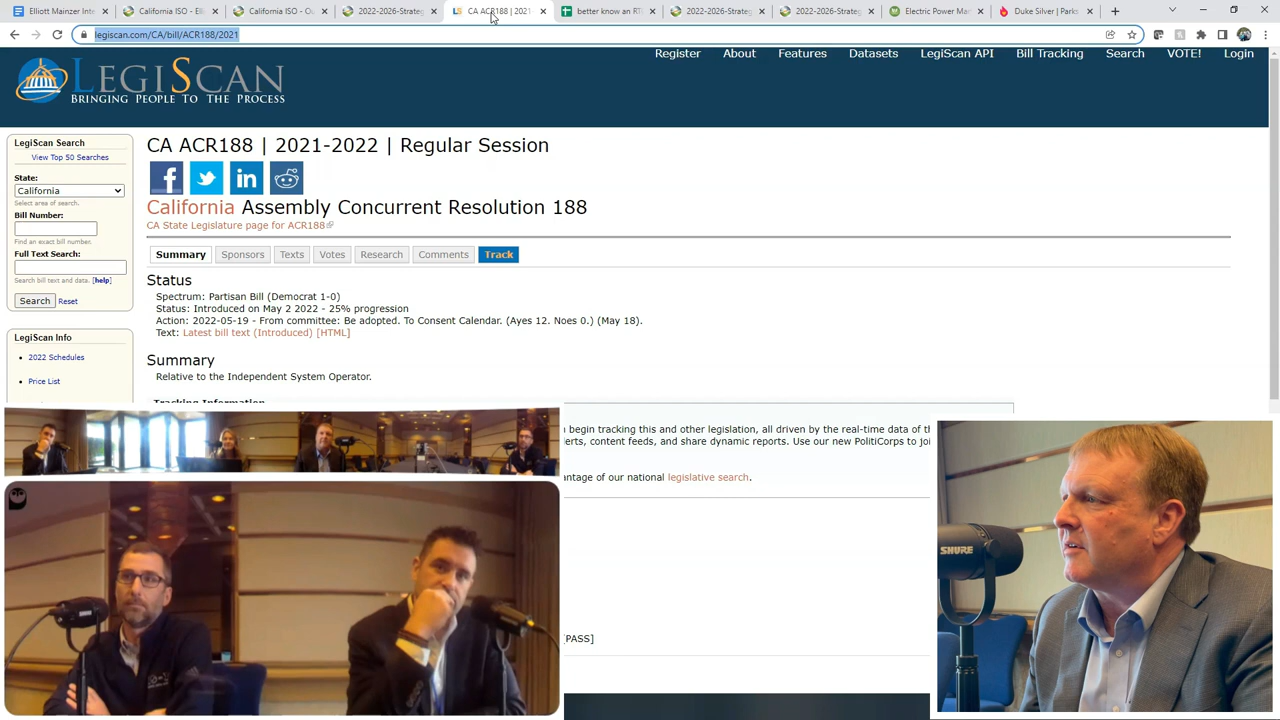 Elliott Mainzer Inte
California ISO - Elli
California ISO - Ou
2022-2026-Strateg
CA ACR188 | 2021
better know an RT
2022-2026-Strateg
2022-2026-Strateg
Electric Power Mar
Duke Silver | Parks
legiscan.com/CA/bill/ACR188/2021
LEGISCAN
BRINGING PEOPLE TO THE PROCESS
Register About Features Datasets LegiScan API Bill Tracking Search VOTE! Login
LegiScan Search
View Top 50 Searches
State:
California
Select area of search.
Bill Number:
Find an exact bill number.
Full Text Search:
Search bill text and data. [help]
Search Reset
LegiScan Info
2022 Schedules
Price List
CA ACR188 | 2021-2022 | Regular Session
California Assembly Concurrent Resolution 188
CA State Legislature page for ACR188
Summary Sponsors Texts Votes Research Comments Track
Status
Spectrum: Partisan Bill (Democrat 1-0)
Status: Introduced on May 2 2022 - 25% progression
Action: 2022-05-19 - From committee: Be adopted. To Consent Calendar. (Ayes 12. Noes 0.) (May 18).
Text: Latest bill text (Introduced) [HTML]
Summary
Relative to the Independent System Operator.
Tracking Information
begin tracking this and other legislation, all driven by the real-time data of th
lerts, content feeds, and share dynamic reports. Use our new PolitiCorps to joi
antage of our national legislative search.
[PASS]
SHURE